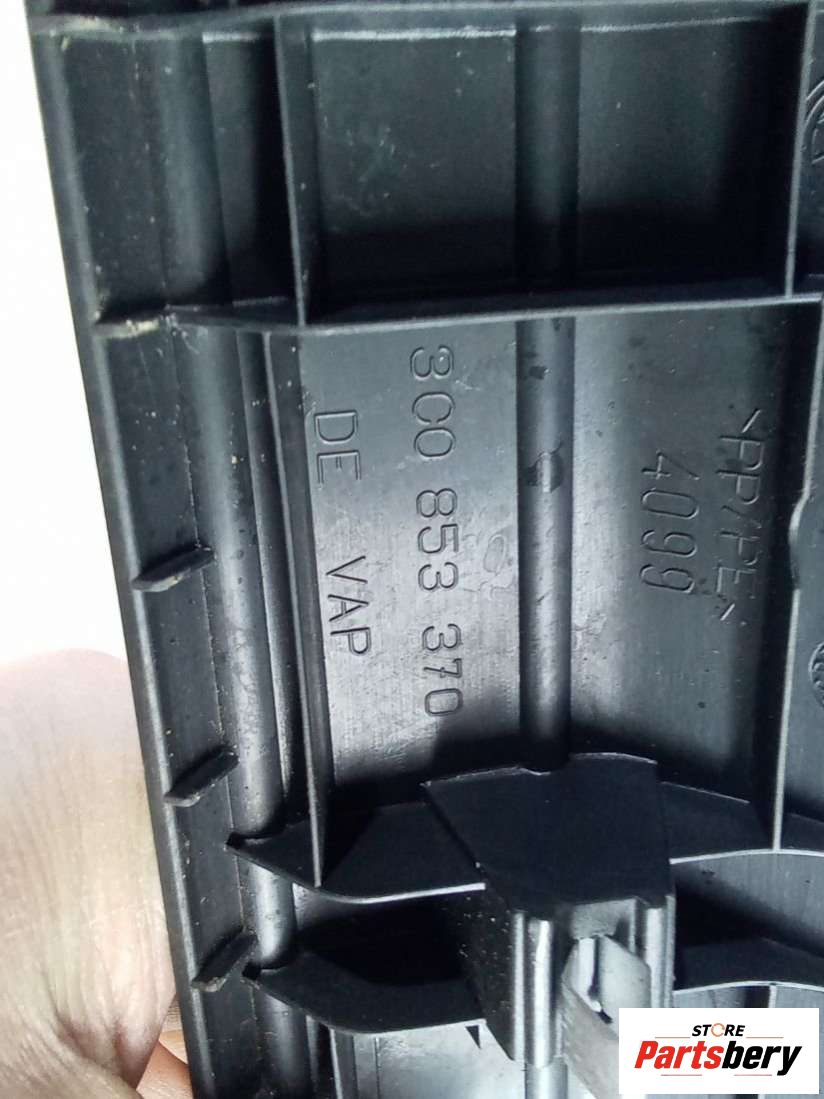 >PP/PE<
4099
3C0 853 370
DE VAP
STORE
Partsbery